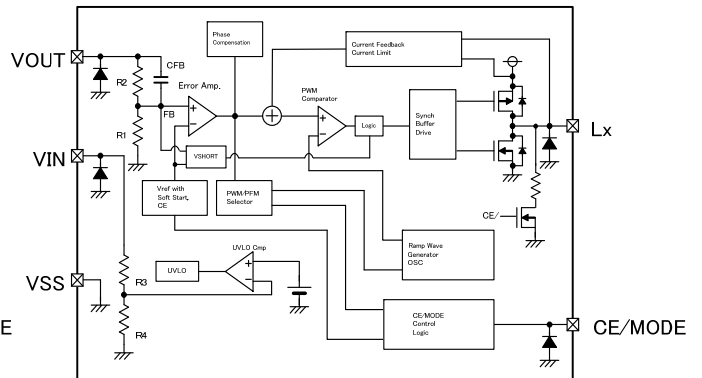 Phase
Compensation
Current Feedback
Current Limit
VOUT
CFB
R2
Error Amp.
PWM
Comparator
+
-
FB
+
-
R1
Logic
Synch
Buffer
Drive
Lx
VIN
VSHORT
Vref with
Soft Start,
CE
PWM/PFM
Selector
CE/
Ramp Wave
Generator
OSC
UVLO Cmp
UVLO
+
-
VSS
R3
R4
CE/MODE
Control
Logic
E
CE/MODE